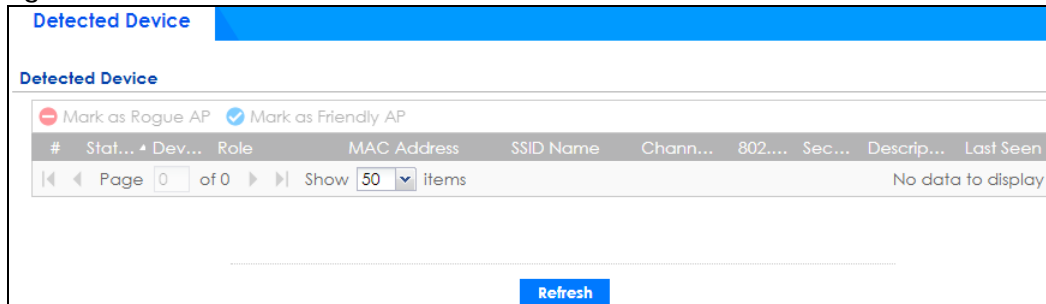 Detected Device
Detected Device
Mark as Rogue AP Mark as Friendly AP
# Stat... Dev... Role MAC Address SSID Name Chann... 802.... Sec... Descrip... Last Seen
Page 0 of 0 Show 50 items No data to display
Refresh